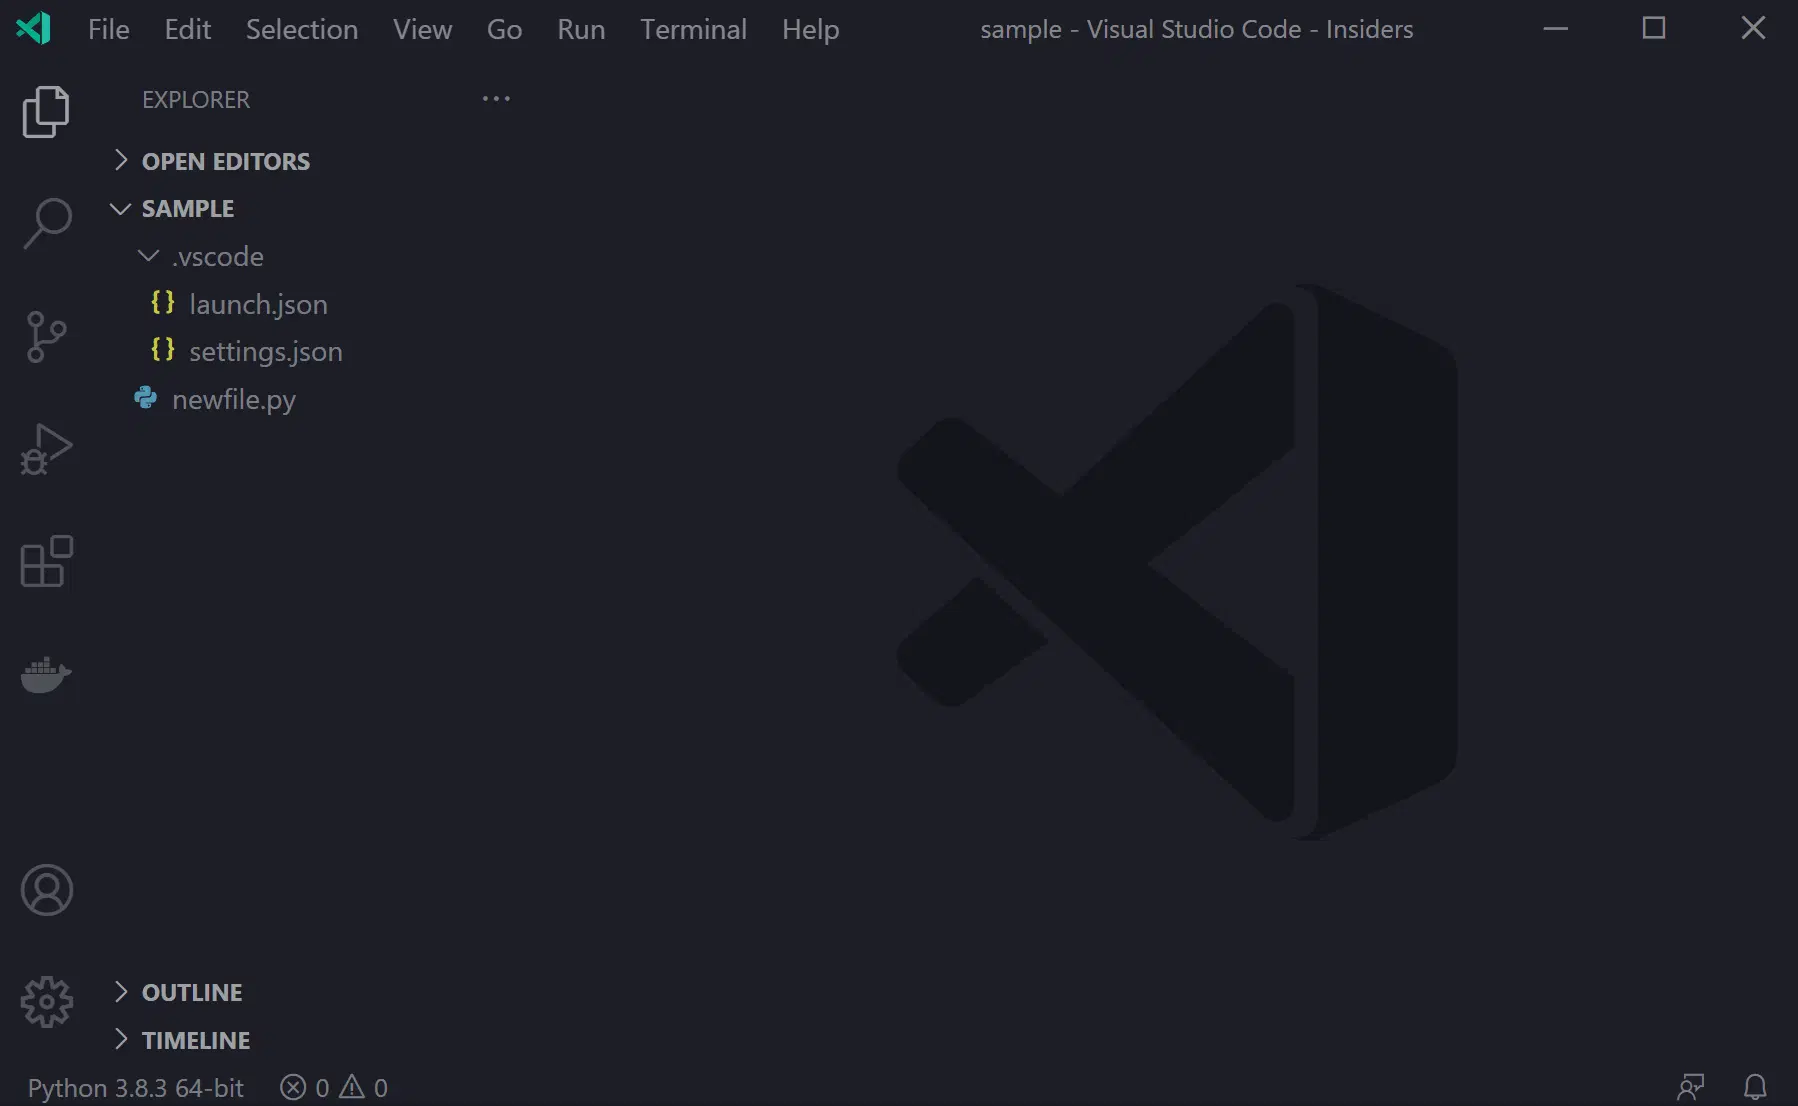 File Edit Selection View Go Run Terminal Help sample - Visual Studio Code - Insiders
EXPLORER
OPEN EDITORS
SAMPLE
.vscode
{} launch.json
{} settings.json
newfile.py
OUTLINE
TIMELINE
Python 3.8.3 64-bit 0 0